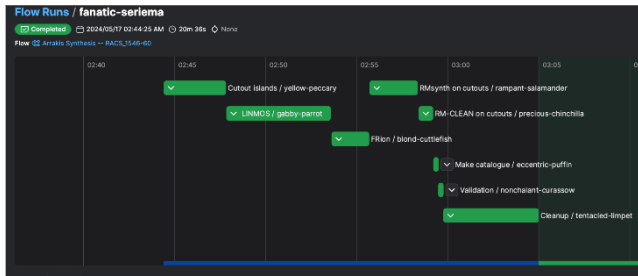 Flow Runs / fanatic-seriema
Completed 2024/05/17 02:44:25 AM 20m 36s None
Flow Arrakis Synthesis -- RACS_1546-60
02:40 02:45 02:50 02:55 03:00 03:05
Cutout islands / yellow-peccary
RMsynth on cutouts / rampant-salamander
LINMOS / gabby-parrot
RM-CLEAN on cutouts / precious-chinchilla
FRion / blond-cuttlefish
Make catalogue / eccentric-puffin
Validation / nonchalant-curassow
Cleanup / tentacled-limpet